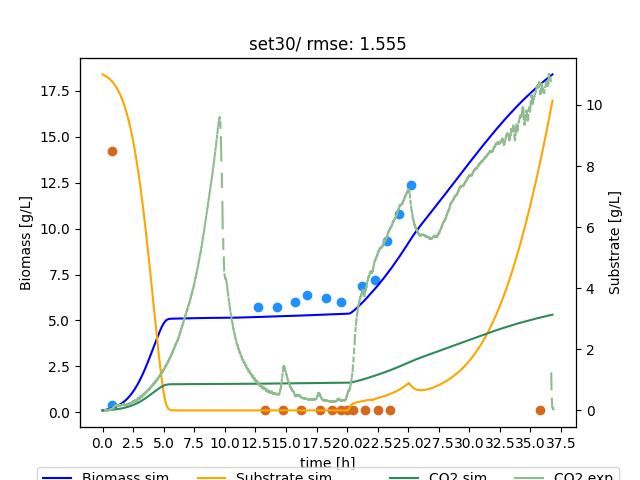 set30/ rmse: 1.555
17.5
15.0
12.5
10.0
7.5
5.0
2.5
0.0
Biomass [g/L]
10
8
6
4
2
0
Substrate [g/L]
0.0 2.5 5.0 7.5 10.0 12.5 15.0 17.5 20.0 22.5 25.0 27.5 30.0 32.5 35.0 37.5
time [h]
Biomass sim Substrate sim CO2 sim CO2 exp